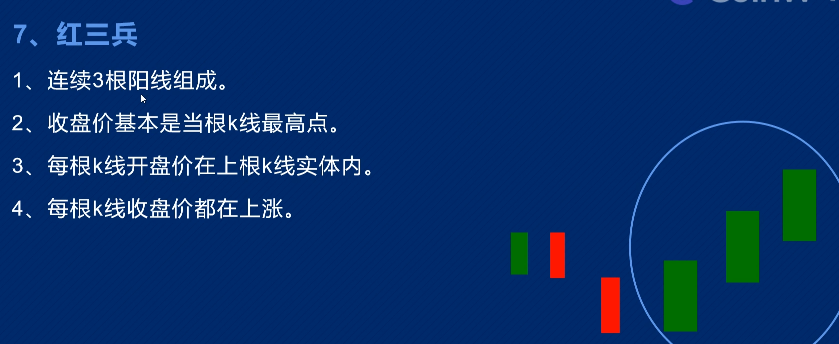 7、红三兵
1、连续3根阳线组成。
2、收盘价基本是当根k线最高点。
3、每根k线开盘价在上根k线实体内。
4、每根k线收盘价都在上涨。